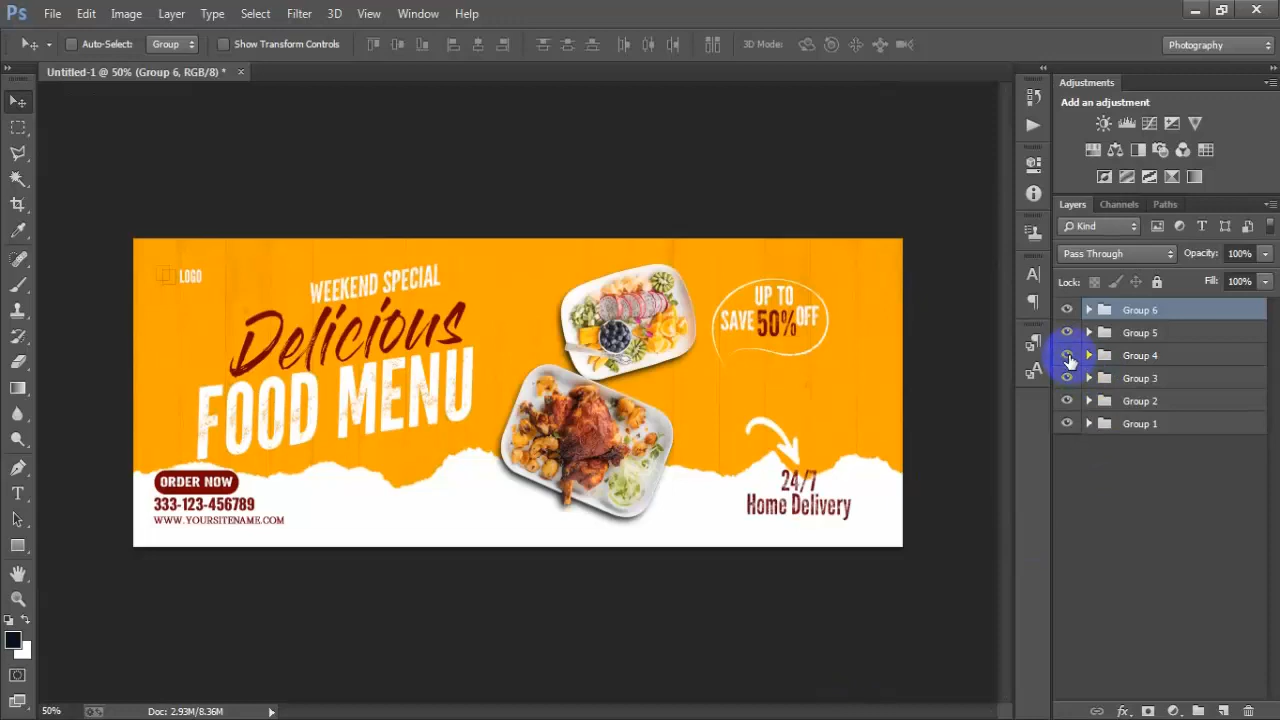 Ps File Edit Image Layer Type Select Filter 3D View Window Help
Auto-Select: Group Show Transform Controls 3D Mode: Photography
Untitled-1 @ 50% (Group 6, RGB/8) * ×
Adjustments
Add an adjustment
Layers Channels Paths
Kind
Pass Through Opacity: 100%
Lock: Fill: 100%
Group 6
Group 5
Group 4
Group 3
Group 2
Group 1
LOGO
WEEKEND SPECIAL
Delicious
FOOD MENU
ORDER NOW
333-123-456789
WWW.YOURSITENAME.COM
UP TO
SAVE 50% OFF
24/7
Home Delivery
50% Doc: 2.93M/8.36M